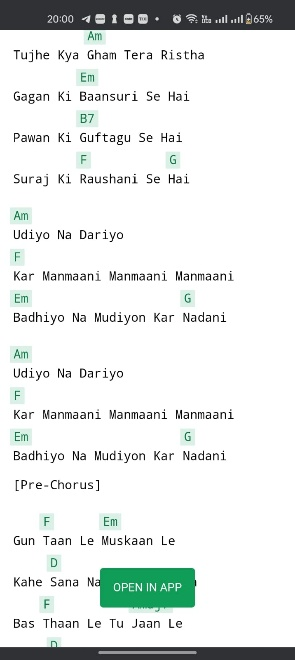 20:00 65%
Am
Tujhe Kya Gham Tera Ristha
Em
Gagan Ki Baansuri Se Hai
B7
Pawan Ki Guftagu Se Hai
F G
Suraj Ki Raushani Se Hai
Am
Udiyo Na Dariyo
F
Kar Manmaani Manmaani Manmaani
Em G
Badhiyo Na Mudiyon Kar Nadani
Am
Udiyo Na Dariyo
F
Kar Manmaani Manmaani Manmaani
Em G
Badhiyo Na Mudiyon Kar Nadani
[Pre-Chorus]
F Em
Gun Taan Le Muskaan Le
D
Kahe Sana Na
OPEN IN APP
F
Bas Thaan Le Tu Jaan Le
D